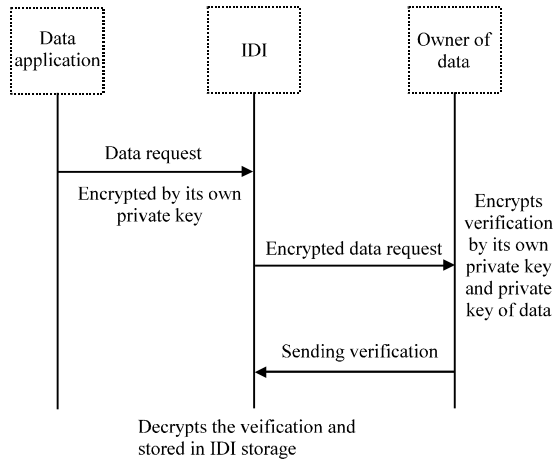 Data
application
IDI
Owner of
data
Data request
Encrypted by its own
private key
Encrypts
verification
by its own
private key
and private
key of data
Encrypted data request
Sending verification
Decrypts the veification and
stored in IDI storage